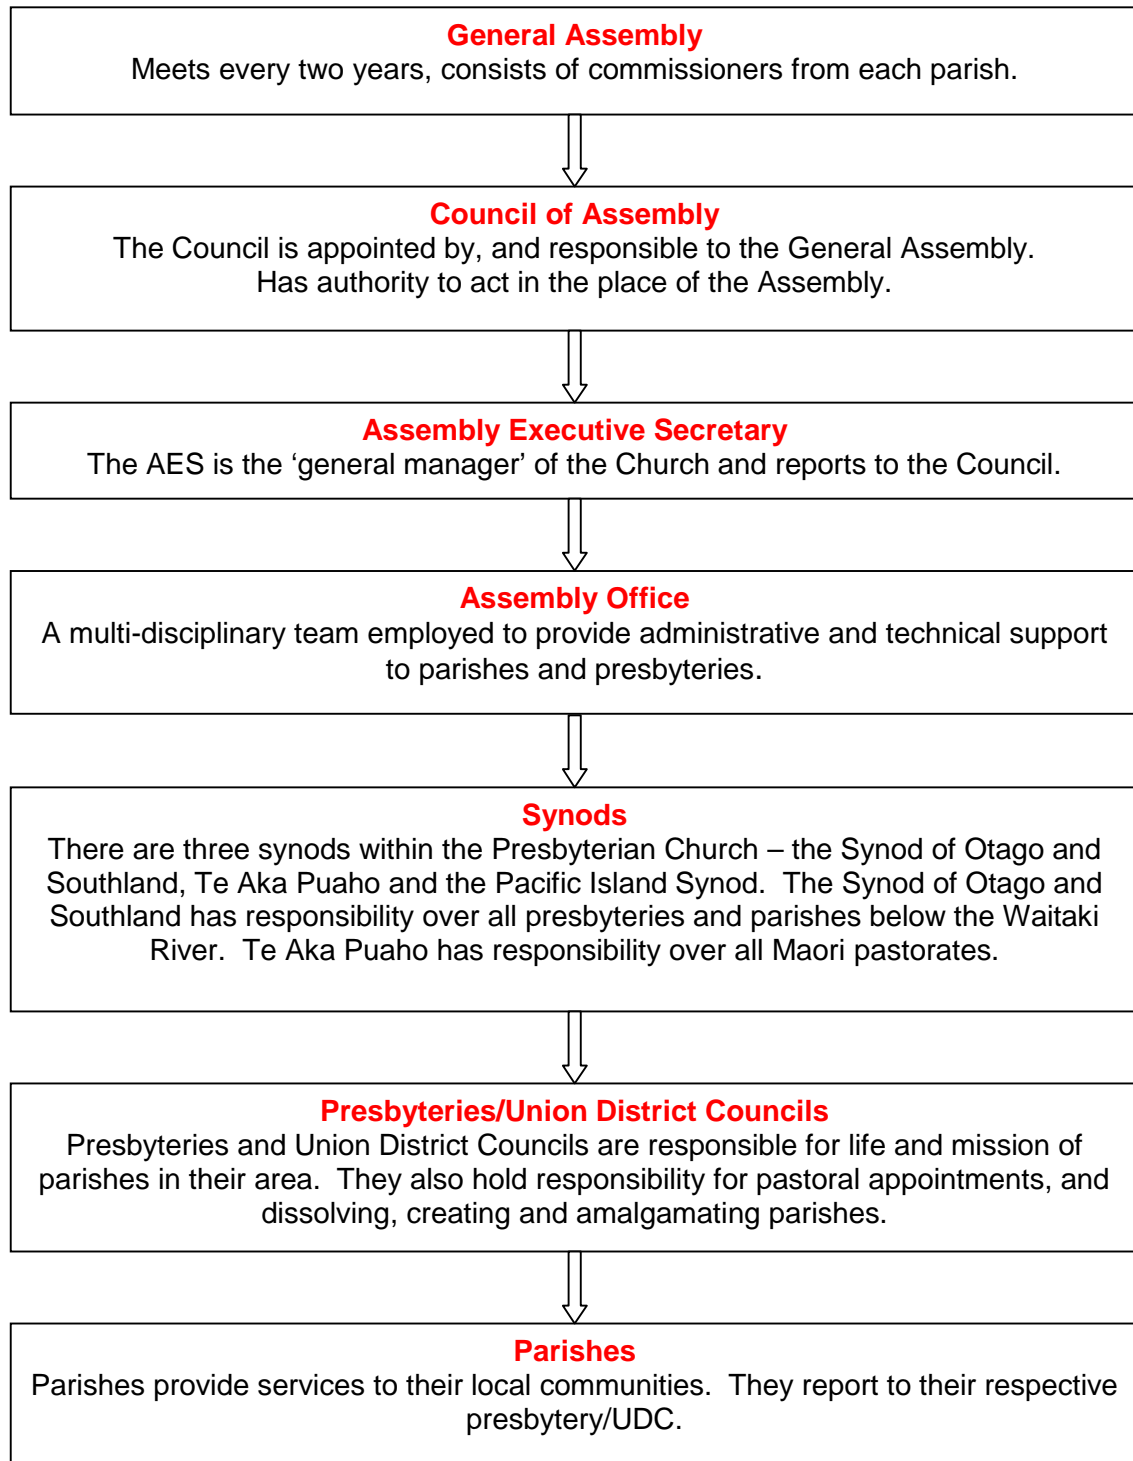 General Assembly
Meets every two years, consists of commissioners from each parish.
Council of Assembly
The Council is appointed by, and responsible to the General Assembly.
Has authority to act in the place of the Assembly.
Assembly Executive Secretary
The AES is the ‘general manager’ of the Church and reports to the Council.
Assembly Office
A multi-disciplinary team employed to provide administrative and technical support
to parishes and presbyteries.
Synods
There are three synods within the Presbyterian Church – the Synod of Otago and
Southland, Te Aka Puaho and the Pacific Island Synod.  The Synod of Otago and
Southland has responsibility over all presbyteries and parishes below the Waitaki
River.  Te Aka Puaho has responsibility over all Maori pastorates.
Presbyteries/Union District Councils
Presbyteries and Union District Councils are responsible for life and mission of
parishes in their area.  They also hold responsibility for pastoral appointments, and
dissolving, creating and amalgamating parishes.
Parishes
Parishes provide services to their local communities.  They report to their respective
presbytery/UDC.